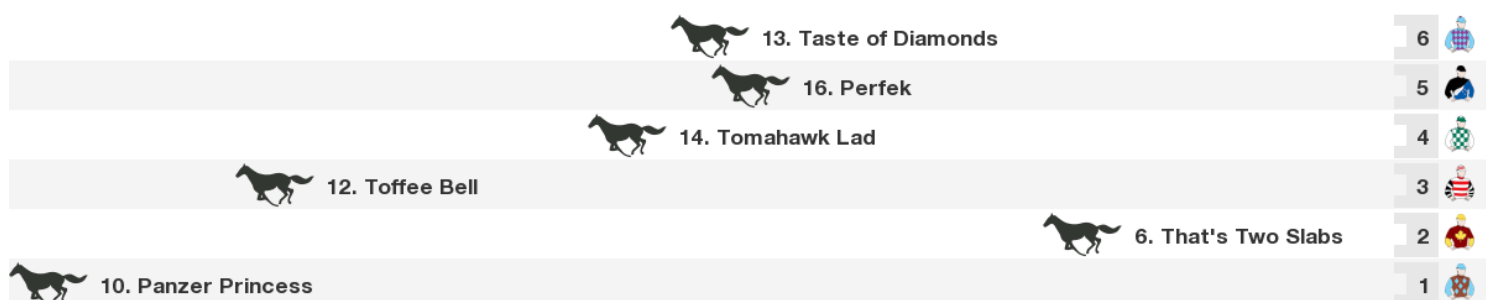 13. Taste of Diamonds 6
16. Perfek 5
14. Tomahawk Lad 4
12. Toffee Bell 3
6. That's Two Slabs 2
10. Panzer Princess 1